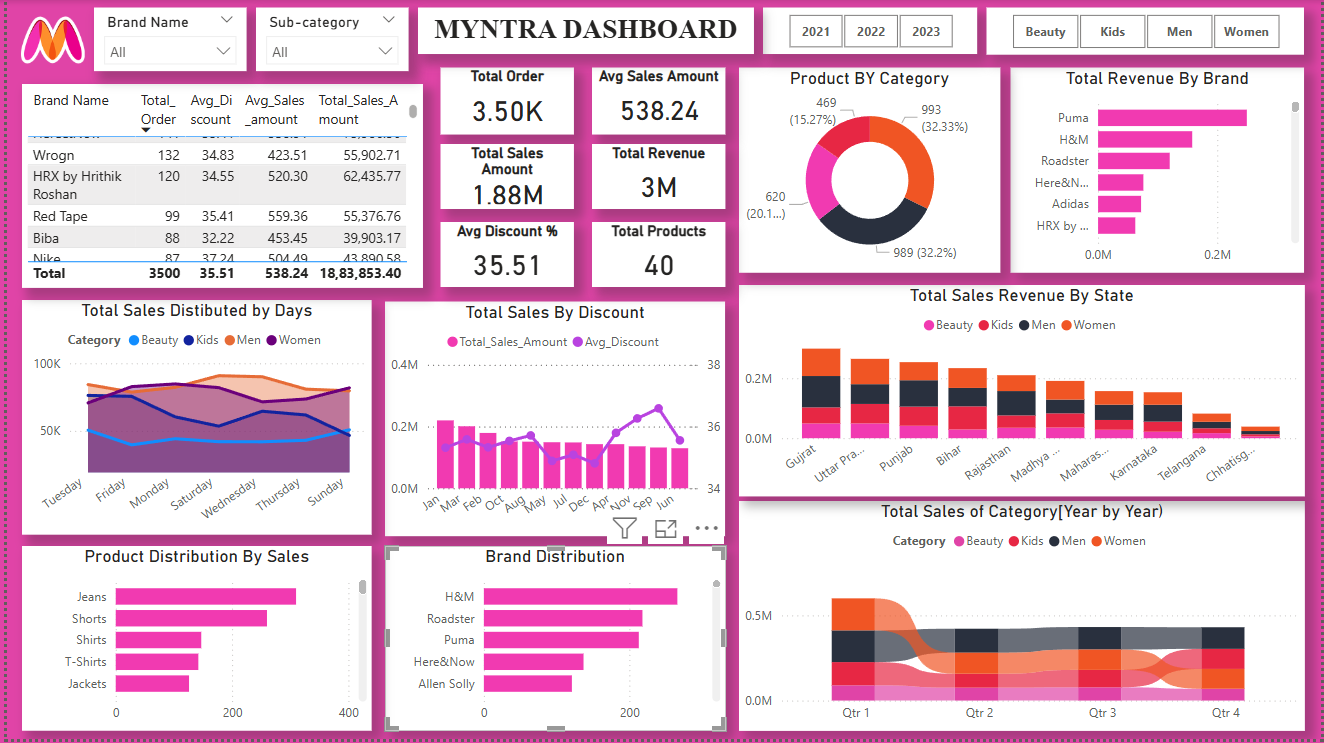 Brand Name
All
Sub-category
All
MYNTRA DASHBOARD
2021 2022 2023
Beauty Kids Men Women
Brand Name Total_ Avg_Di Avg_Sales Total_Sales_A
Order scount _amount mount
Wrogn 132 34.83 423.51 55,902.71
HRX by Hrithik 120 34.55 520.30 62,435.77
Roshan
Red Tape 99 35.41 559.36 55,376.76
Biba 88 32.22 453.45 39,903.17
Nike 87 37.24 504.49 43,890.58
Total 3500 35.51 538.24 18,83,853.40
Total Order
3.50K
Avg Sales Amount
538.24
Total Sales
Amount
1.88M
Total Revenue
3M
Avg Discount %
35.51
Total Products
40
Product BY Category
469
(15.27%)
993
(32.33%)
620
(20.1...)
989 (32.2%)
Total Revenue By Brand
Puma
H&M
Roadster
Here&N...
Adidas
HRX by ...
0.0M 0.2M
Total Sales Distibuted by Days
Category Beauty Kids Men Women
100K
50K
Tuesday Friday Monday Saturday Wednesday Thursday Sunday
Total Sales By Discount
Total_Sales_Amount Avg_Discount
0.4M 38
0.2M 36
0.0M 34
Jan Mar Feb Oct Aug May Jul Dec Apr Nov Sep Jun
Total Sales Revenue By State
Beauty Kids Men Women
0.2M
0.0M
Gujrat Uttar Pra... Punjab Bihar Rajasthan Madhya ... Maharas... Karnataka Telangana Chhatisg...
Product Distribution By Sales
Jeans
Shorts
Shirts
T-Shirts
Jackets
0 200 400
Brand Distribution
H&M
Roadster
Puma
Here&Now
Allen Solly
0 200
Total Sales of Category[Year by Year)
Category Beauty Kids Men Women
0.5M
0.0M
Qtr 1 Qtr 2 Qtr 3 Qtr 4